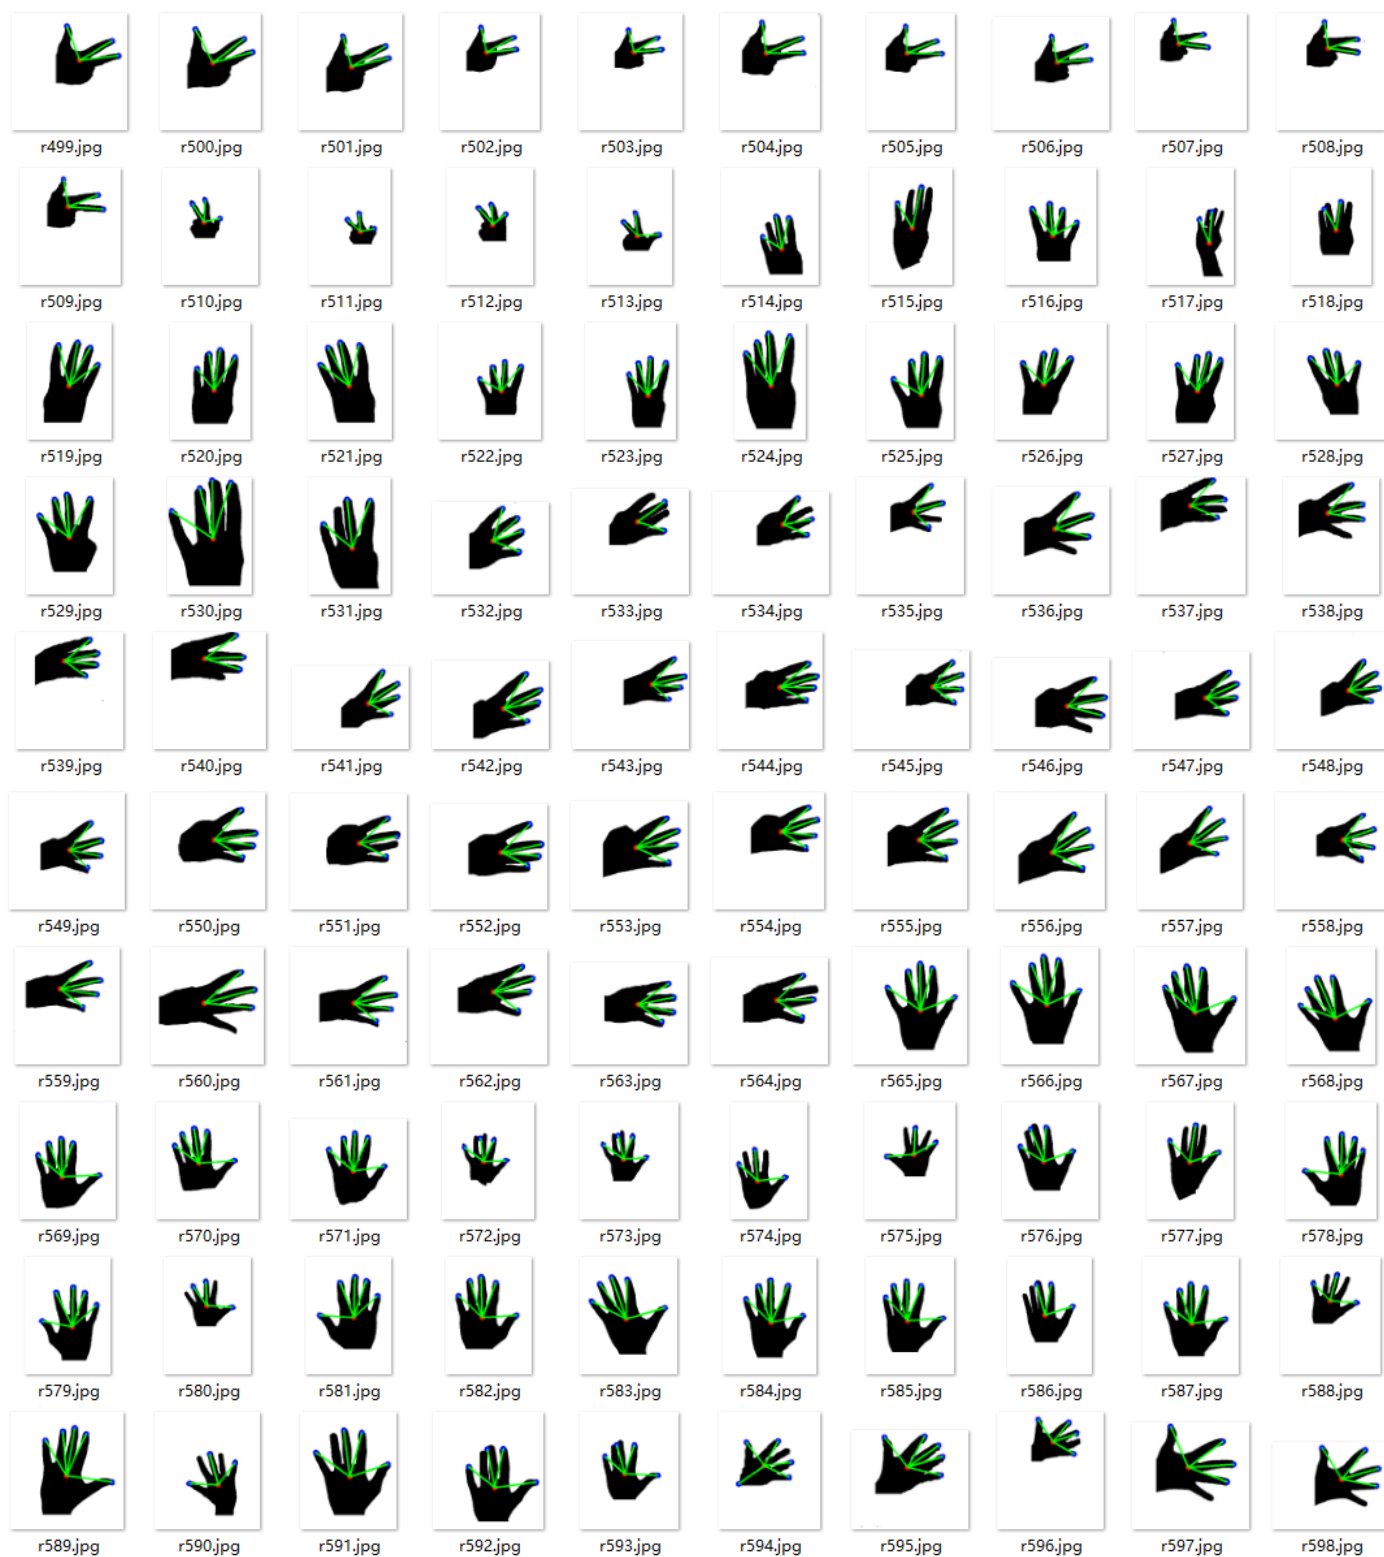 r499.jpg r500.jpg r501.jpg r502.jpg r503.jpg r504.jpg r505.jpg r506.jpg r507.jpg r508.jpg
r509.jpg r510.jpg r511.jpg r512.jpg r513.jpg r514.jpg r515.jpg r516.jpg r517.jpg r518.jpg
r519.jpg r520.jpg r521.jpg r522.jpg r523.jpg r524.jpg r525.jpg r526.jpg r527.jpg r528.jpg
r529.jpg r530.jpg r531.jpg r532.jpg r533.jpg r534.jpg r535.jpg r536.jpg r537.jpg r538.jpg
r539.jpg r540.jpg r541.jpg r542.jpg r543.jpg r544.jpg r545.jpg r546.jpg r547.jpg r548.jpg
r549.jpg r550.jpg r551.jpg r552.jpg r553.jpg r554.jpg r555.jpg r556.jpg r557.jpg r558.jpg
r559.jpg r560.jpg r561.jpg r562.jpg r563.jpg r564.jpg r565.jpg r566.jpg r567.jpg r568.jpg
r569.jpg r570.jpg r571.jpg r572.jpg r573.jpg r574.jpg r575.jpg r576.jpg r577.jpg r578.jpg
r579.jpg r580.jpg r581.jpg r582.jpg r583.jpg r584.jpg r585.jpg r586.jpg r587.jpg r588.jpg
r589.jpg r590.jpg r591.jpg r592.jpg r593.jpg r594.jpg r595.jpg r596.jpg r597.jpg r598.jpg